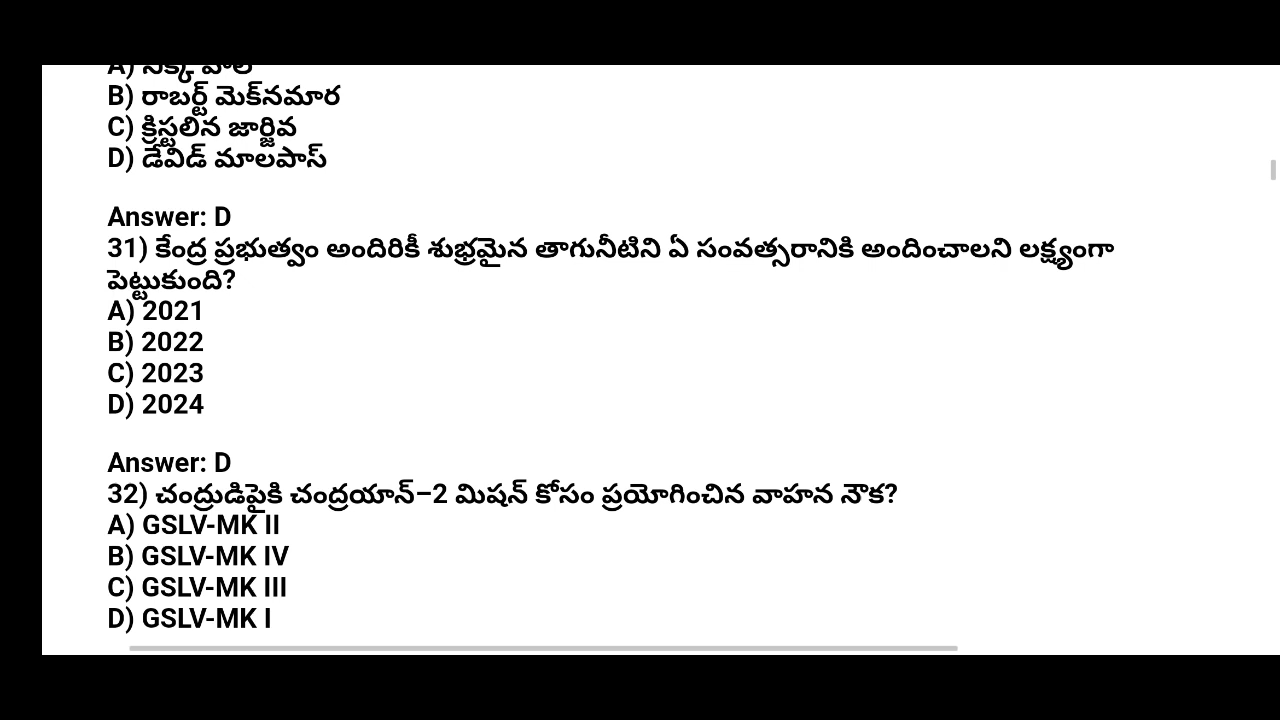 B) రాబర్ట్ మెక్‌నమార
C) క్రిస్టలిన జార్జివ
D) డేవిడ్ మాలపాస్
Answer: D
31) కేంద్ర ప్రభుత్వం అందిరికీ శుభ్రమైన తాగునీటిని ఏ సంవత్సరానికి అందించాలని లక్ష్యంగా
పెట్టుకుంది?
A) 2021
B) 2022
C) 2023
D) 2024
Answer: D
32) చంద్రుడిపైకి చంద్రయాన్–2 మిషన్ కోసం ప్రయోగించిన వాహన నౌక?
A) GSLV-MK II
B) GSLV-MK IV
C) GSLV-MK III
D) GSLV-MK I